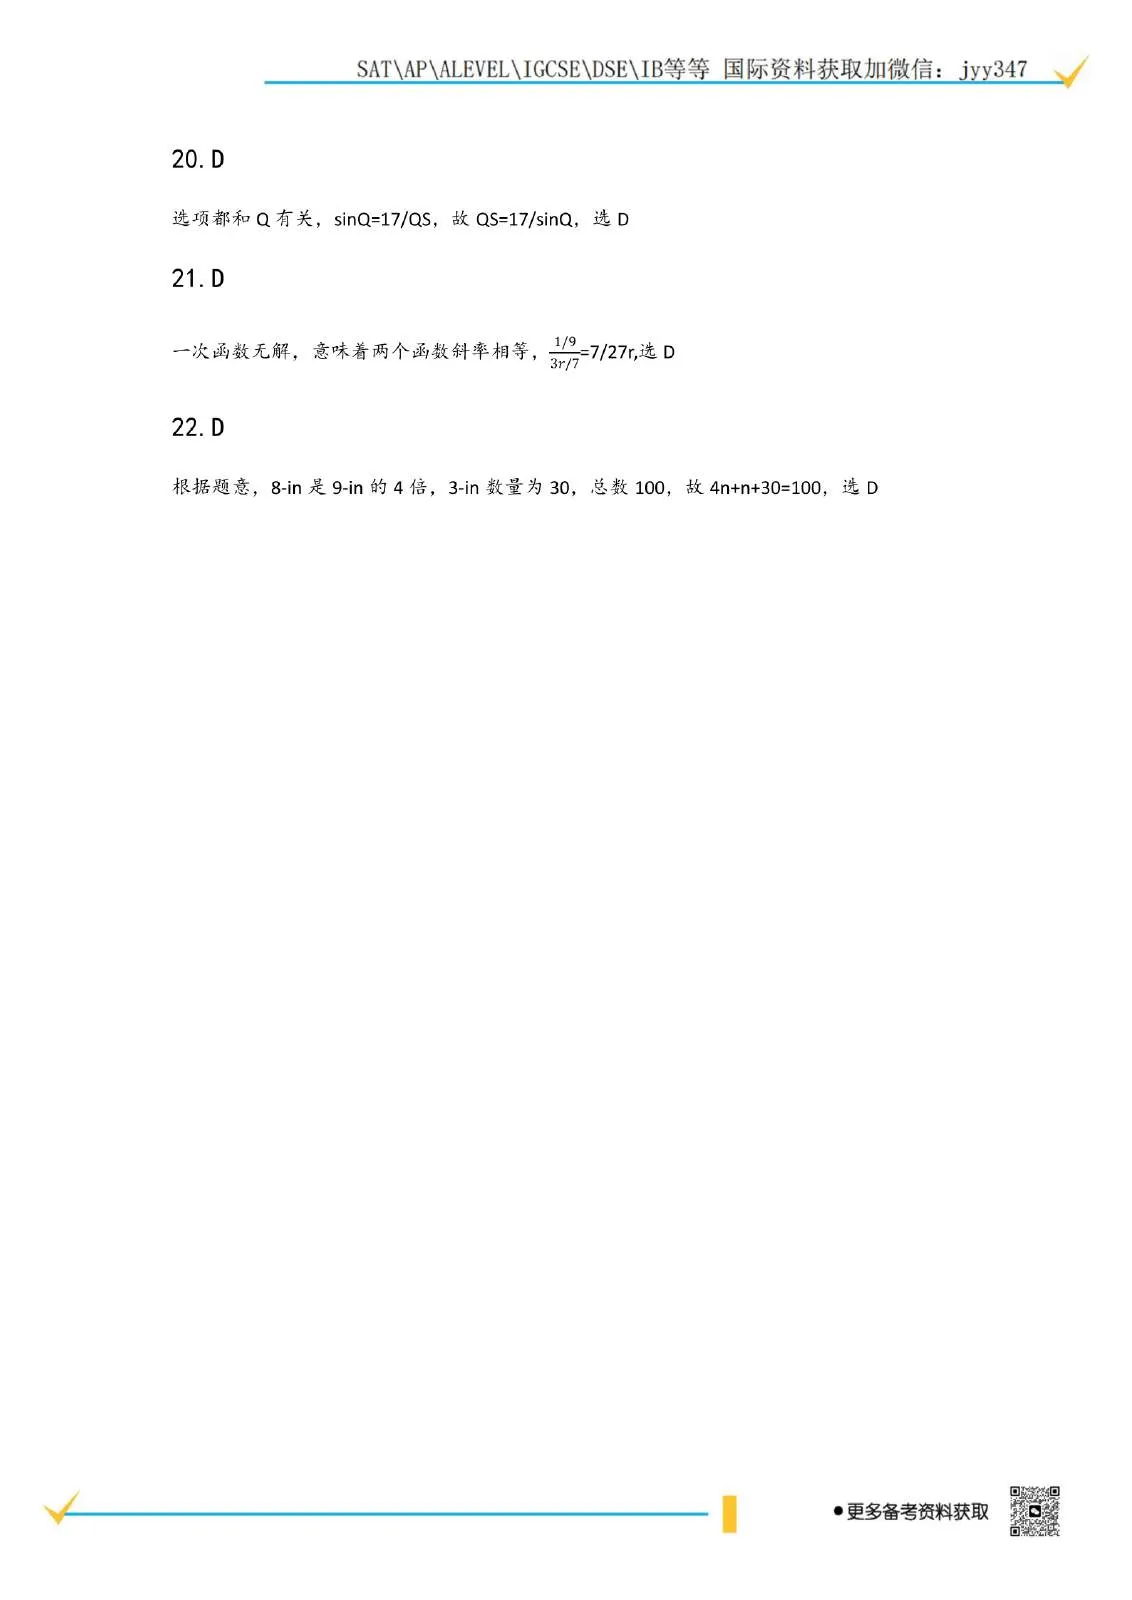 SAT\AP\ALEVEL\IGCSE\DSE\IB等等 国际资料获取加微信：jyy347
20. D
选项都和 Q 有关，sinQ=17/QS，故 QS=17/sinQ，选 D
21. D
一次函数无解，意味着两个函数斜率相等，\frac{1/9}{3r/7}=7/27r,选 D
22. D
根据题意，8-in 是 9-in 的 4 倍，3-in 数量为 30，总数 100，故 4n+n+30=100，选 D
●更多备考资料获取